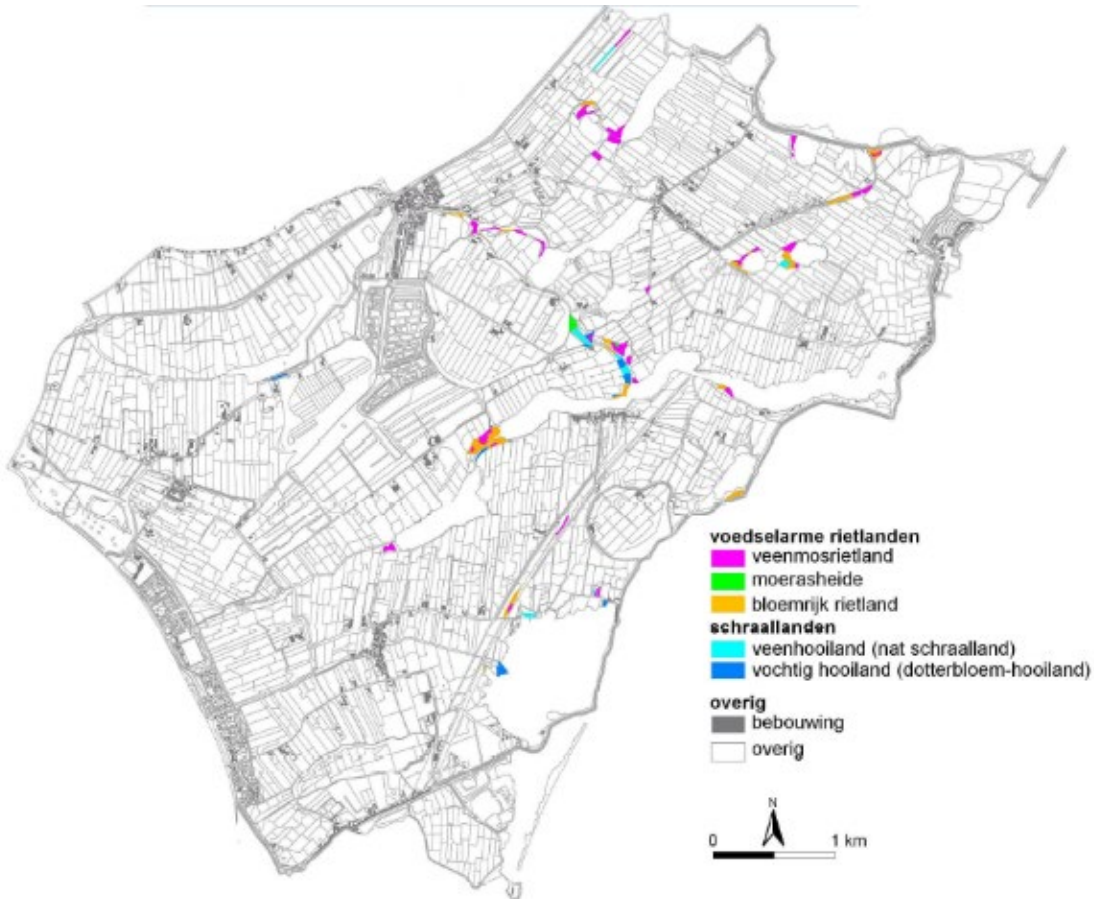 voedselarme rietlanden
veenmosrietland
moerasheide
bloemrijk rietland
schraallanden
veenhooiland (nat schraalland)
vochtig hooiland (dotterbloem-hooiland)
overig
bebouwing
overig
N
0 1 km